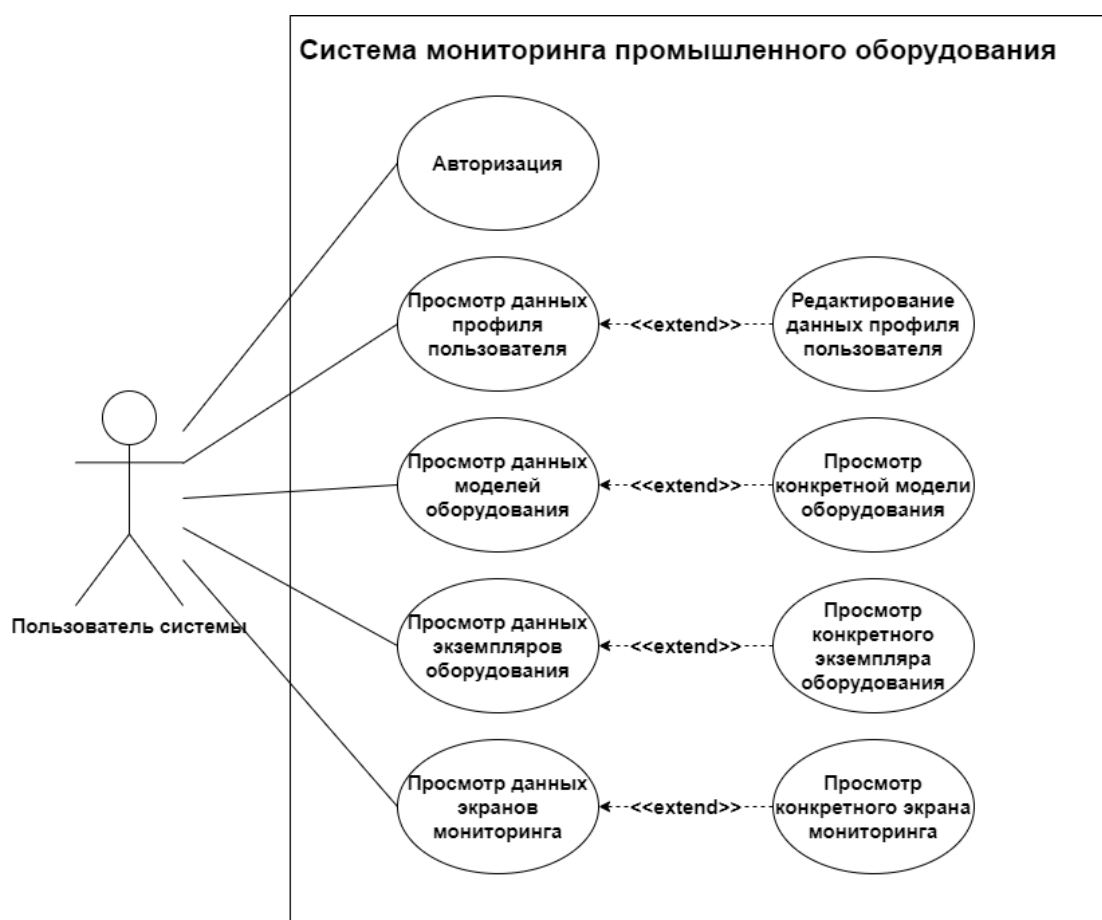 Система мониторинга промышленного оборудования
Авторизация
Просмотр данных
профиля
пользователя
<<extend>>
Редактирование
данных профиля
пользователя
Просмотр данных
моделей
оборудования
<<extend>>
Просмотр
конкретной модели
оборудования
Пользователь системы
Просмотр данных
экземпляров
оборудования
<<extend>>
Просмотр
конкретного
экземпляра
оборудования
Просмотр данных
экранов
мониторинга
<<extend>>
Просмотр
конкретного экрана
мониторинга